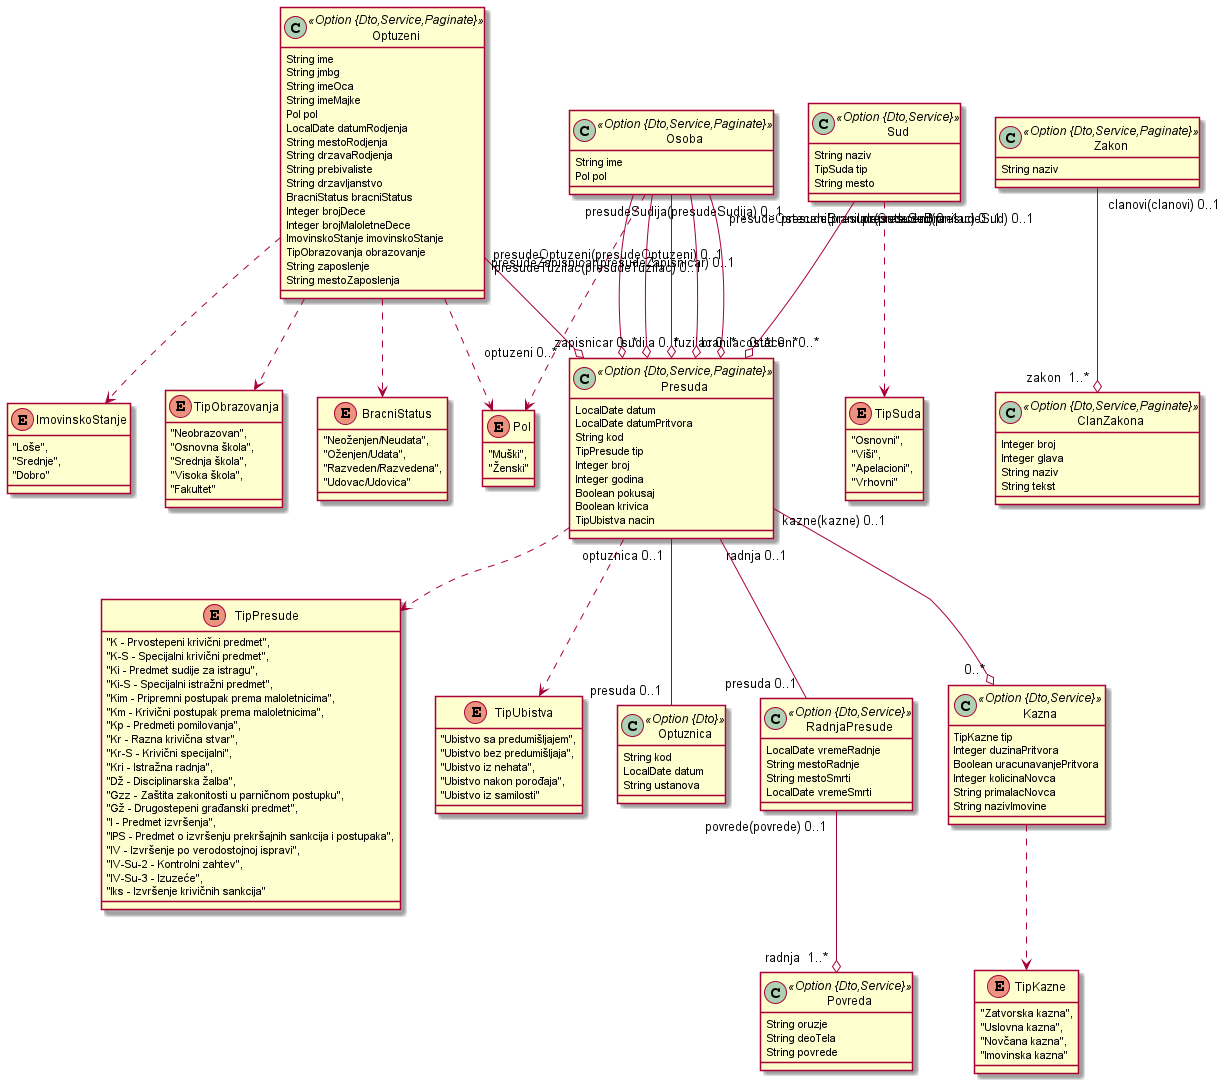 C «Option {Dto,Service,Paginate}»
Optuzeni
String ime
String jmbg
String imeOca
String imeMajke
Pol pol
LocalDate datumRodjenja
String mestoRodjenja
String drzavaRodjenja
String prebivaliste
String drzavljanstvo
BracniStatus bracniStatus
Integer brojDece
Integer brojMaloletneDece
ImovinskoStanje imovinskoStanje
TipObrazovanja obrazovanje
String zaposlenje
String mestoZaposlenja
C «Option {Dto,Service,Paginate}»
Osoba
String ime
Pol pol
C «Option {Dto,Service}»
Sud
String naziv
TipSuda tip
String mesto
C «Option {Dto,Service,Paginate}»
Zakon
String naziv
clanovi(clanovi) 0..1
presudeSudija(presudeSudija) 0..1
presudeOptuzeni(presudeOptuzeni) 0..1
presudeZapisnicar(presudeZapisnicar) 0..1
presudeTuzilac(presudeTuzilac) 0..1
optuzeni 0..*
zapisnicar 0..*
sudija 0..*
zakon 1..*
E ImovinskoStanje
"Loše",
"Srednje",
"Dobro"
E TipObrazovanja
"Neobrazovan",
"Osnovna škola",
"Srednja škola",
"Visoka škola",
"Fakultet"
E BracniStatus
"Neoženjen/Neudata",
"Oženjen/Udata",
"Razveden/Razvedena",
"Udovac/Udovica"
E Pol
"Muški",
"Ženski"
C «Option {Dto,Service,Paginate}»
Presuda
LocalDate datum
LocalDate datumPritvora
String kod
TipPresude tip
Integer broj
Integer godina
Boolean pokusaj
Boolean krivica
TipUbistva nacin
E TipSuda
"Osnovni",
"Viši",
"Apelacioni",
"Vrhovni"
C «Option {Dto,Service,Paginate}»
ClanZakona
Integer broj
Integer glava
String naziv
String tekst
kazne(kazne) 0..1
optuznica 0..1
radnja 0..1
E TipPresude
"K - Prvostepeni krivični predmet",
"K-S - Specijalni krivični predmet",
"Ki - Predmet sudije za istragu",
"Ki-S - Specijalni istražni predmet",
"Kim - Pripremni postupak prema maloletnicima",
"Km - Krivični postupak prema maloletnicima",
"Kp - Predmeti pomilovanja",
"Kr - Razna krivična stvar",
"Kr-S - Krivični specijalni",
"Kri - Istražna radnja",
"Dž - Disciplinarska žalba",
"Gzz - Zaštita zakonitosti u parničnom postupku",
"Gž - Drugostepeni građanski predmet",
"I - Predmet izvršenja",
"IPS - Predmet o izvršenju prekršajnih sankcija i postupaka",
"IV - Izvršenje po verodostojnoj ispravi",
"IV-Su-2 - Kontrolni zahtev",
"IV-Su-3 - Izuzeće",
"Iks - Izvršenje krivičnih sankcija"
presuda 0..1
presuda 0..1
0..*
E TipUbistva
"Ubistvo sa predumišljajem",
"Ubistvo bez predumišljaja",
"Ubistvo iz nehata",
"Ubistvo nakon porođaja",
"Ubistvo iz samilosti"
C «Option {Dto}»
Optuznica
String kod
LocalDate datum
String ustanova
C «Option {Dto,Service}»
RadnjaPresude
LocalDate vremeRadnje
String mestoRadnje
String mestoSmrti
LocalDate vremeSmrti
C «Option {Dto,Service}»
Kazna
TipKazne tip
Integer duzinaPritvora
Boolean uracunavanjePritvora
Integer kolicinaNovca
String primalacNovca
String nazivImovine
povrede(povrede) 0..1
radnja 1..*
C «Option {Dto,Service}»
Povreda
String oruzje
String deoTela
String povrede
E TipKazne
"Zatvorska kazna",
"Uslovna kazna",
"Novčana kazna",
"Imovinska kazna"